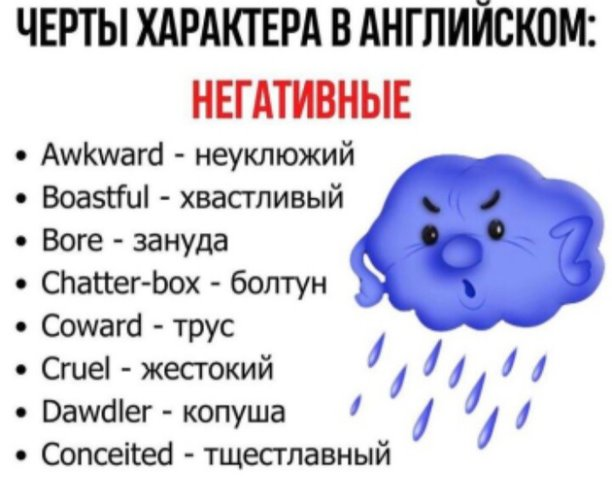 ЧЕРТЫ ХАРАКТЕРА В АНГЛИЙСКОМ:
НЕГАТИВНЫЕ
• Awkward - неуклюжий
• Boastful - хвастливый
• Bore - зануда
• Chatter-box - болтун
• Coward - трус
• Cruel - жестокий
• Dawdler - копуша
• Conceited - тщестлавный